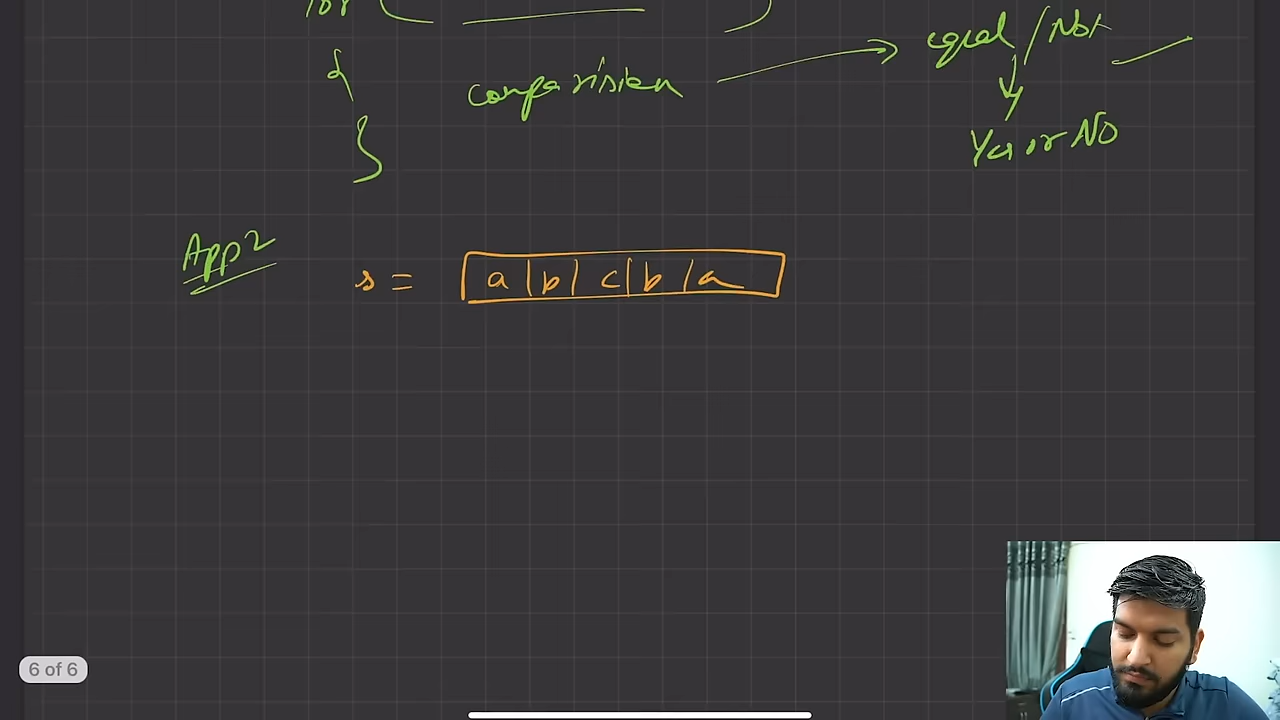 for (
equal / Not
{
comparision
Yes or NO
}
App2
s = a | b | c | b | a
6 of 6